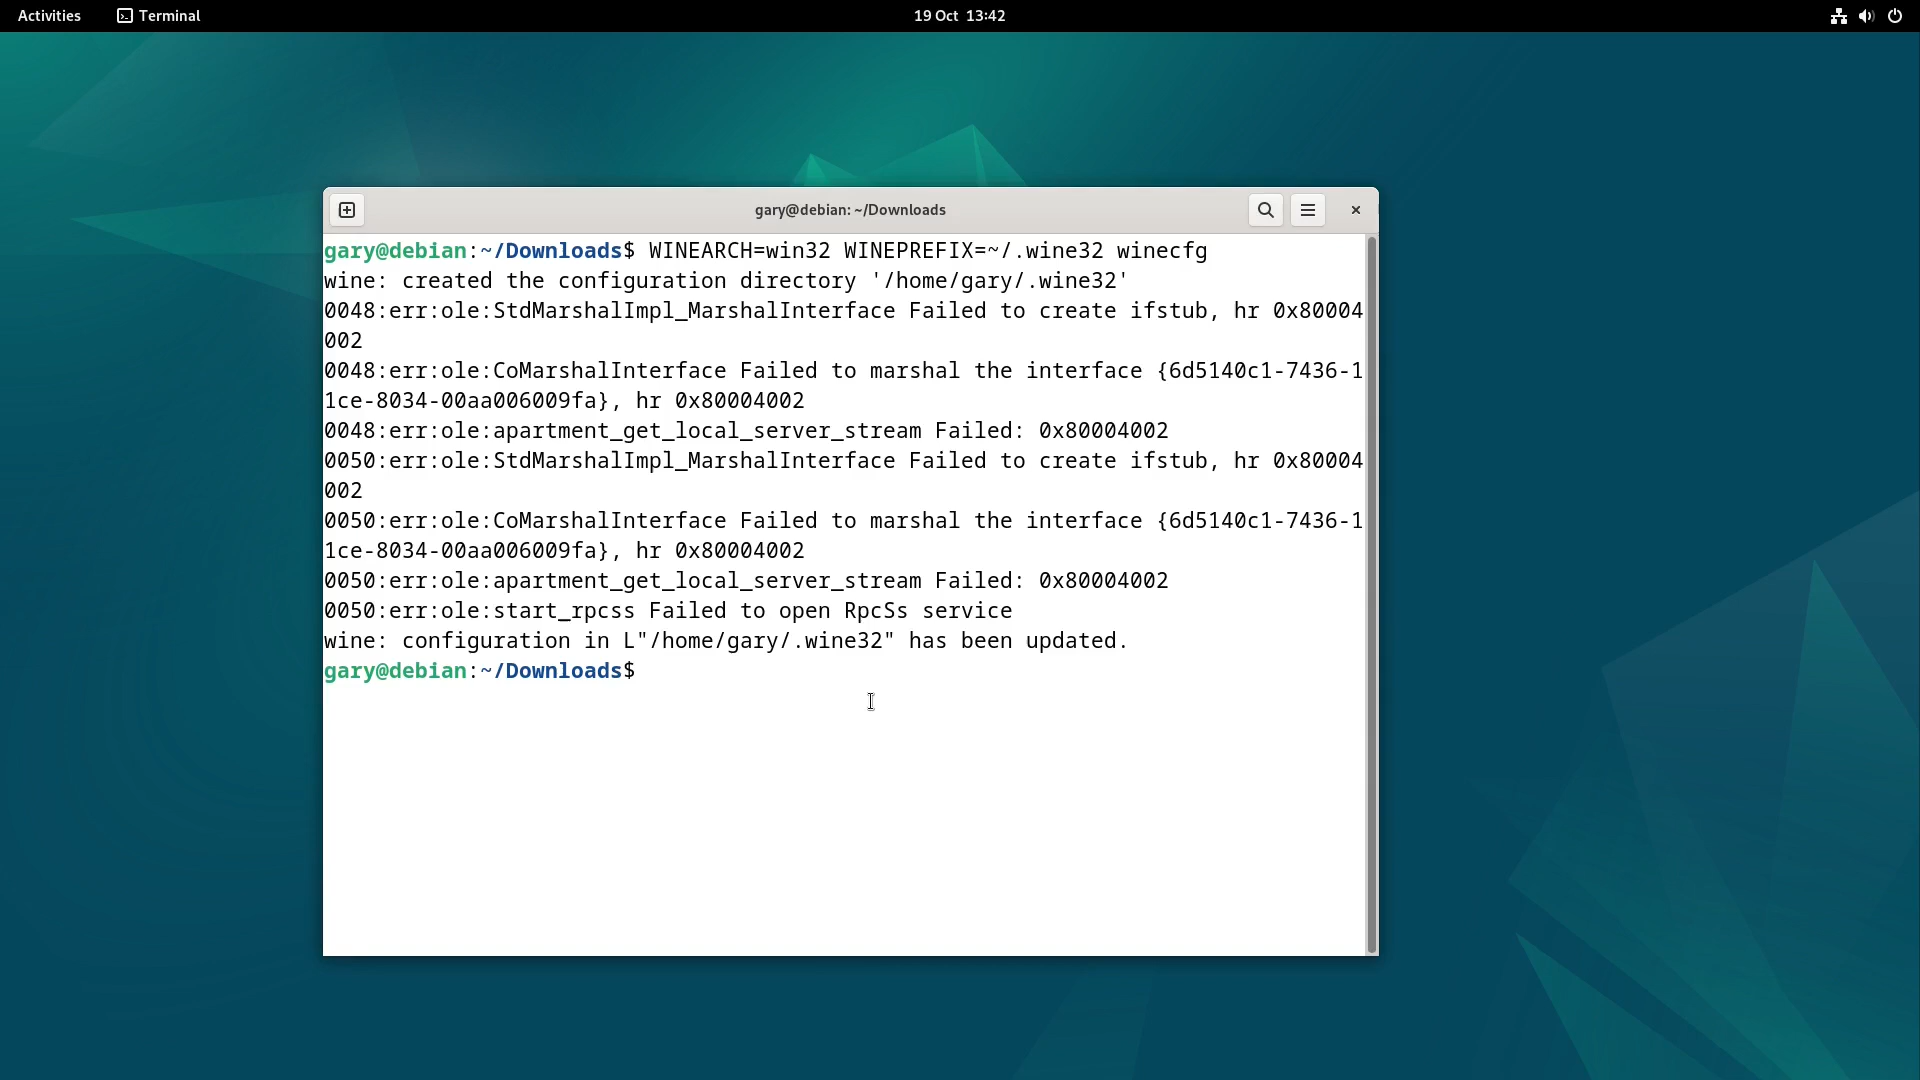 Activities Terminal 19 Oct 13:42
gary@debian: ~/Downloads
gary@debian:~/Downloads$ WINEARCH=win32 WINEPREFIX=~/.wine32 winecfg
wine: created the configuration directory '/home/gary/.wine32'
0048:err:ole:StdMarshalImpl_MarshalInterface Failed to create ifstub, hr 0x80004
002
0048:err:ole:CoMarshalInterface Failed to marshal the interface {6d5140c1-7436-1
1ce-8034-00aa006009fa}, hr 0x80004002
0048:err:ole:apartment_get_local_server_stream Failed: 0x80004002
0050:err:ole:StdMarshalImpl_MarshalInterface Failed to create ifstub, hr 0x80004
002
0050:err:ole:CoMarshalInterface Failed to marshal the interface {6d5140c1-7436-1
1ce-8034-00aa006009fa}, hr 0x80004002
0050:err:ole:apartment_get_local_server_stream Failed: 0x80004002
0050:err:ole:start_rpcss Failed to open RpcSs service
wine: configuration in L"/home/gary/.wine32" has been updated.
gary@debian:~/Downloads$